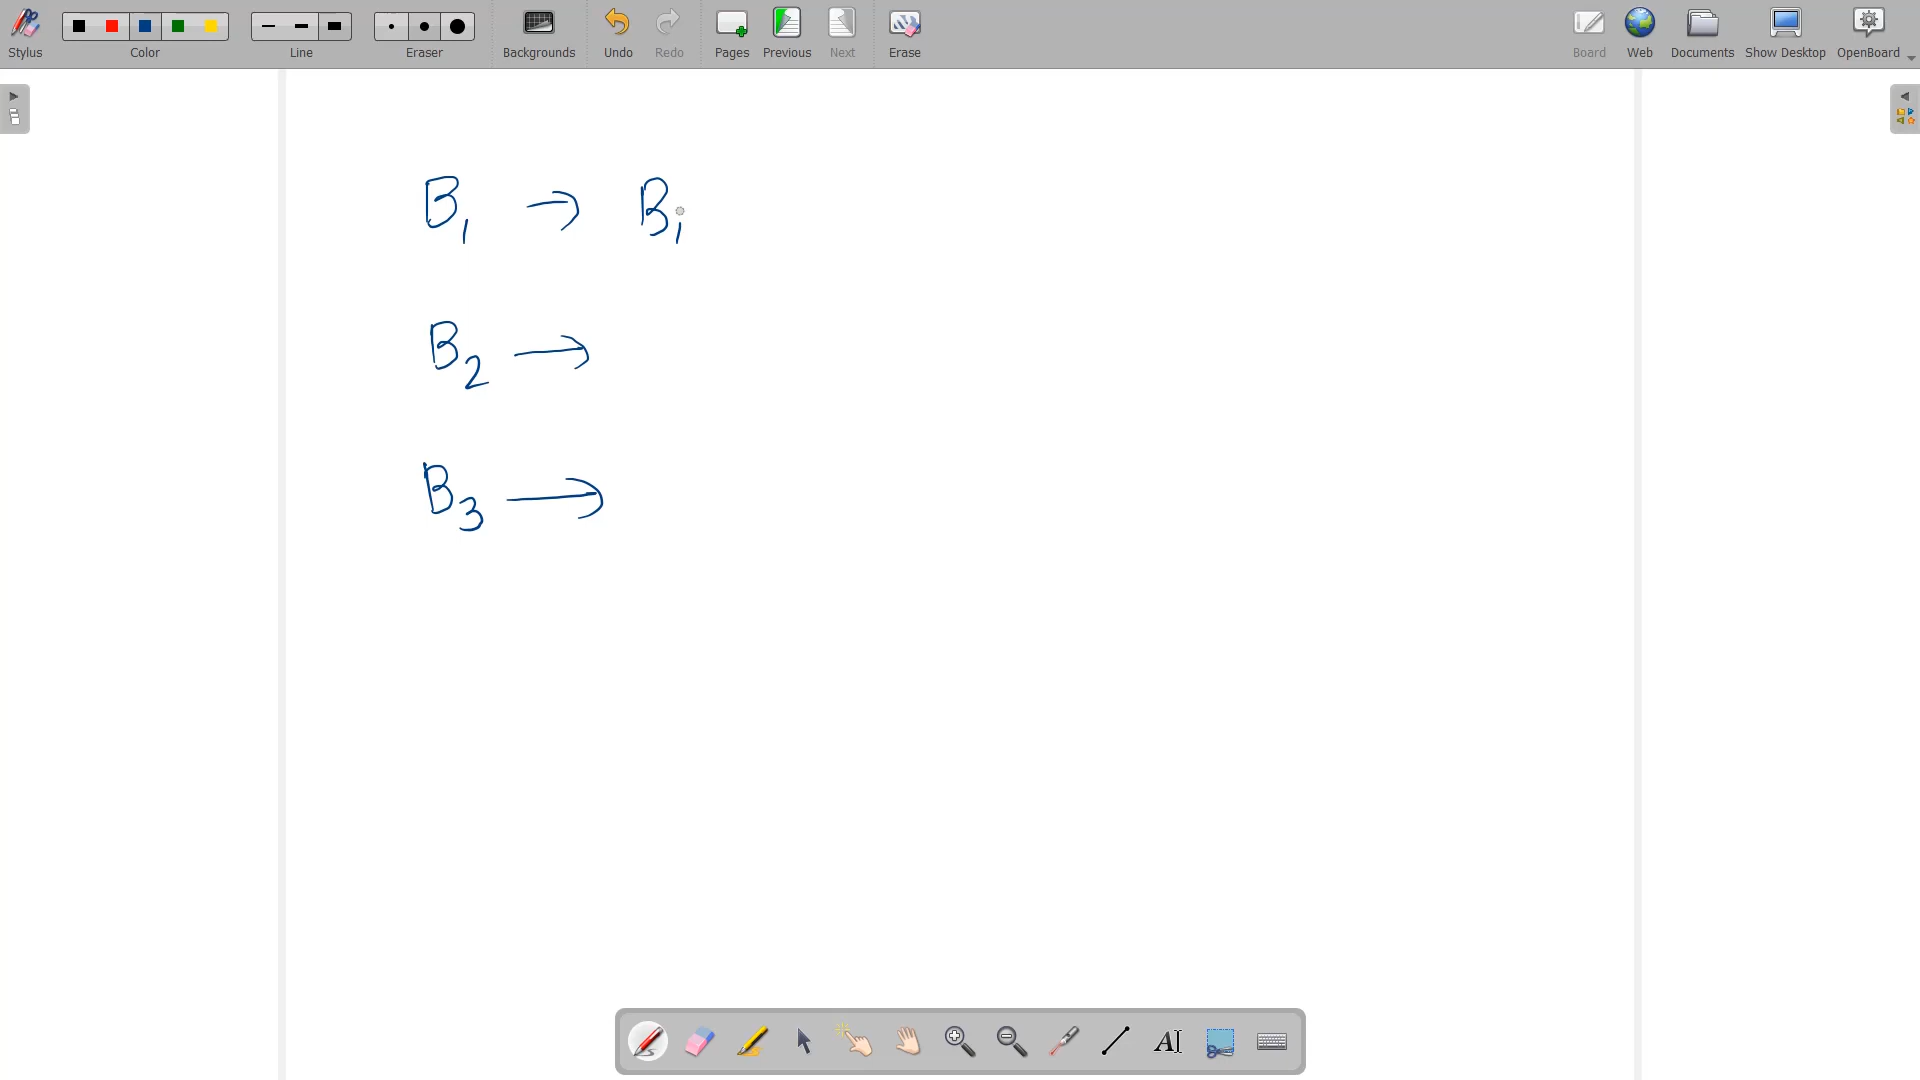 Stylus Color Line Eraser Backgrounds Undo Redo Pages Previous Next Erase Board Web Documents Show Desktop OpenBoard
B₁ → B₁
B₂ →
B₃ →